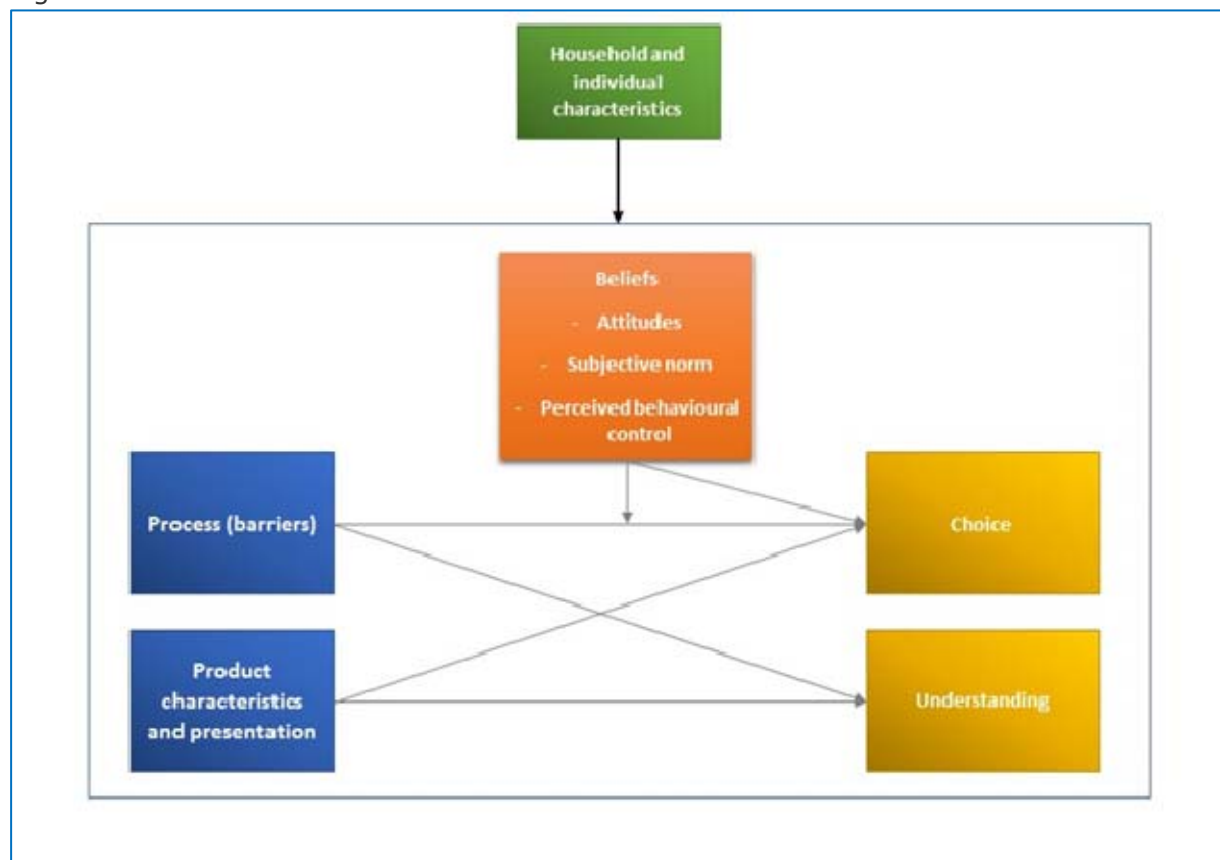 Household and
individual
characteristics
Beliefs
- Attitudes
- Subjective norm
- Perceived behavioural
control
Process (barriers)
Choice
Product
characteristics
and presentation
Understanding